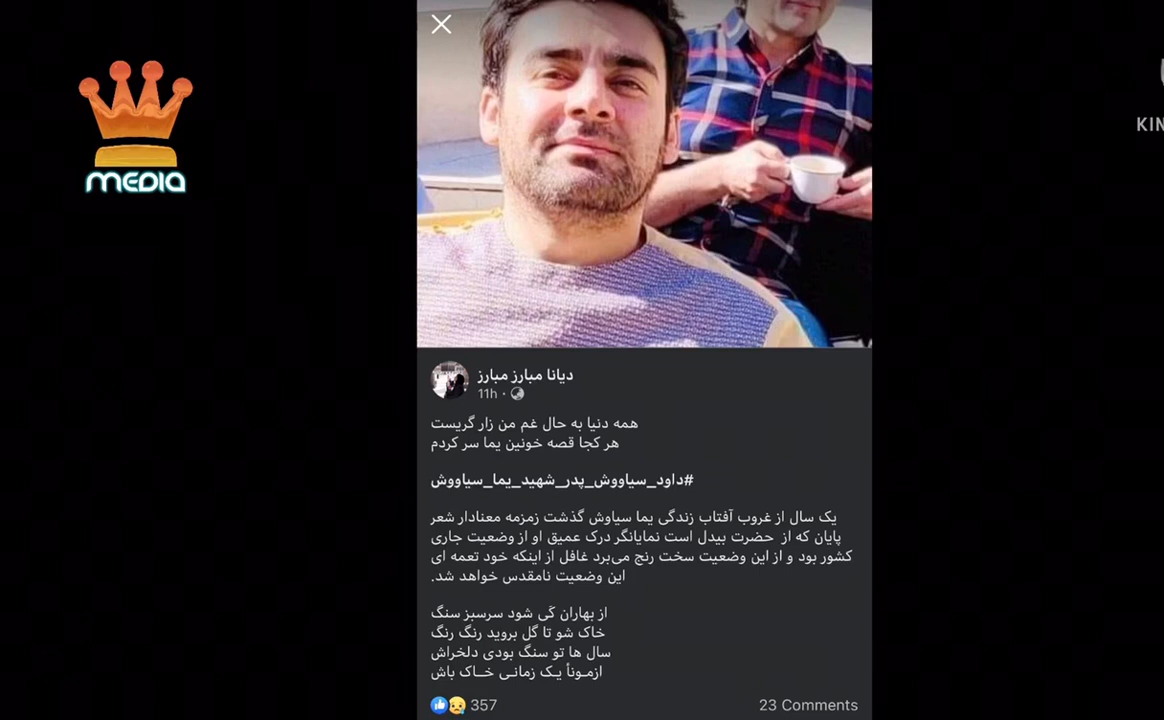 MEDIA
KIN
دیانا مبارز مبارز
11h ·
همه دنیا به حال غم من زار گریست
هر کجا قصه خونین یما سر کردم
#داود_سیاووش_پدر_شهید_یما_سیاووش
یک سال از غروب آفتاب زندگی یما سیاوش گذشت زمزمه معنادار شعر
پایان که از حضرت بیدل است نمایانگر درک عمیق او از وضعیت جاری
کشور بود و از این وضعیت سخت رنج می‌برد غافل از اینکه خود تعمه ای
این وضعیت نامقدس خواهد شد.
از بهاران کَی شود سرسبز سنگ
خاک شو تا گل بروید رنگ رنگ
سال ها تو سنگ بودی دلخراش
ازمـونأ یـک زمانـی خـاک باش
357
23 Comments